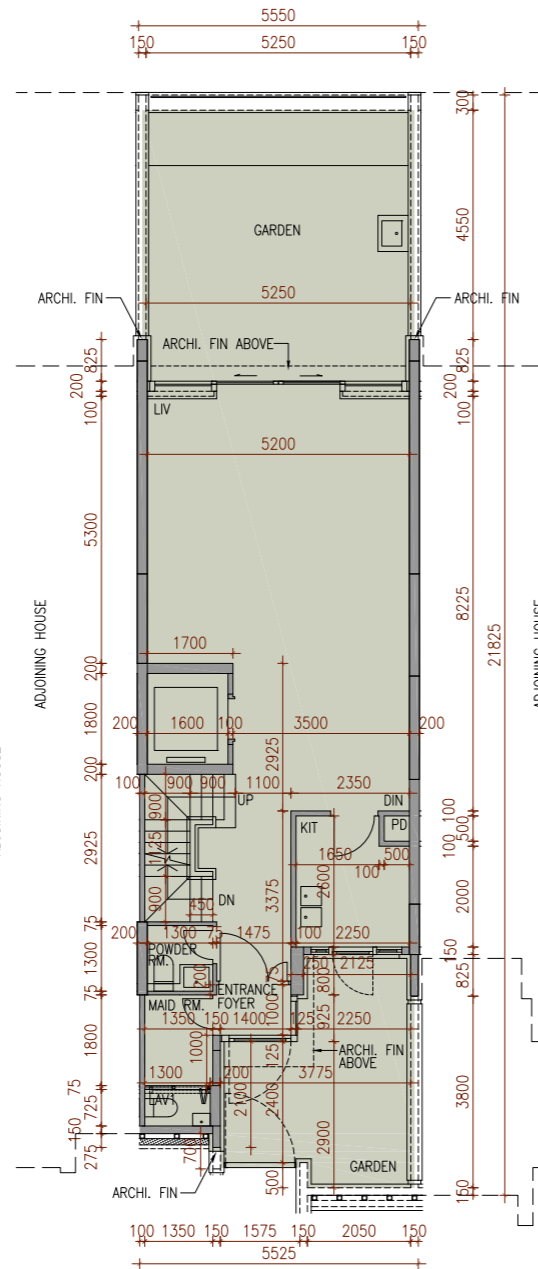 5550
150 5250 150
300
GARDEN
4550
ARCHI. FIN
5250
ARCHI. FIN
ARCHI. FIN ABOVE
825
825
200
200
100
100
LIV
5200
5300
8225
21825
ADJOINING HOUSE
ADJOINING HOUSE
1700
200
1800
200 1600 100 3500 200
2925
200
100 900 900 1100 2350
UP
DIN
900
KIT
PD
100
500
100
2925
1125
1650 500
100
3375
2600
2000
900
450
DN
75
200 1300 75 1475 100 2250
POWDER
RM.
1300
150
250 2125
825
200
75
800
ENTRANCE
FOYER
75
MAID RM.
1000
925
1350 150 1400 125 2250
1800
1000
125
ARCHI. FIN
ABOVE
1300 200 3775
75
LAV
2100
2400
2900
3800
725
150
275
700
500
GARDEN
150
ARCHI. FIN
100 1350 150 1575 150 2050 150
5525